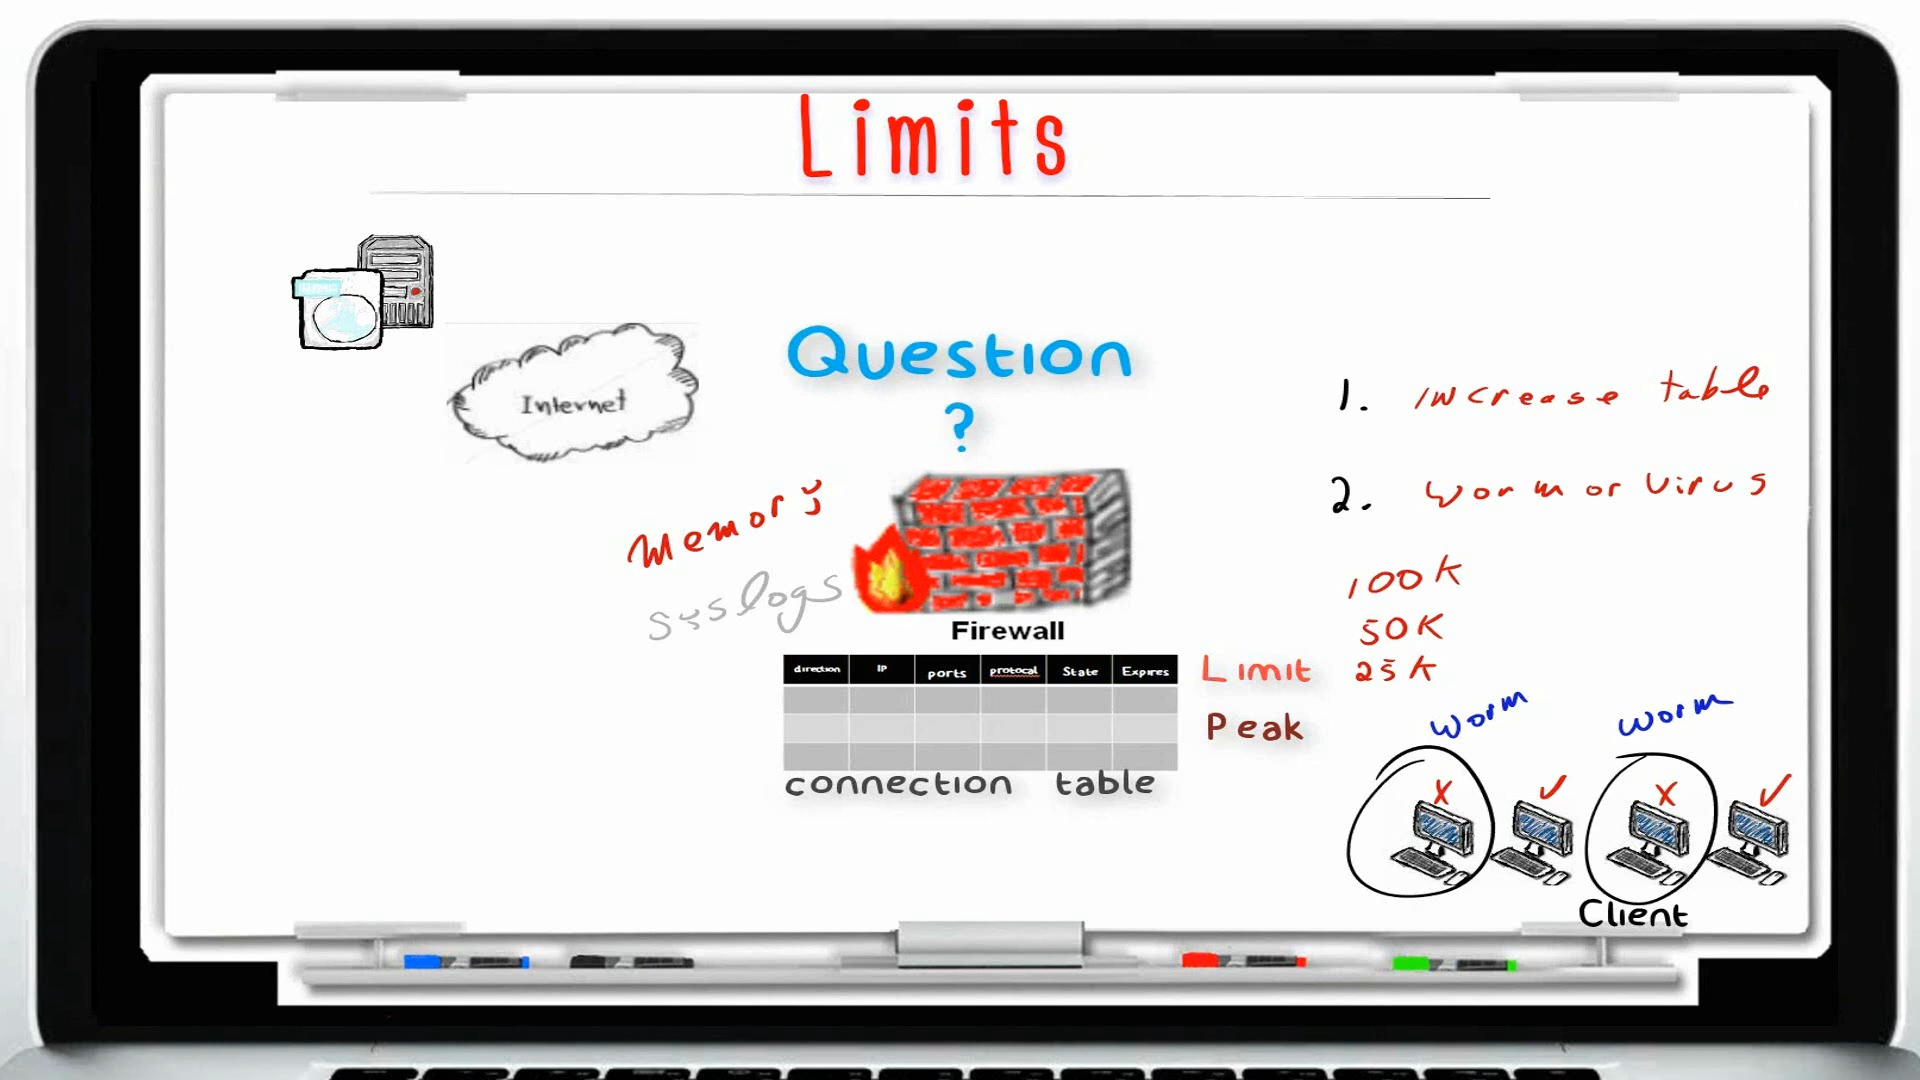 Limits
Internet
Question
?
1. Increase table
2. Worm or Virus
Memory
syslogs
100K
50K
25K
Firewall
direction IP ports protocal State Expires
Limit
Peak
connection table
worm worm
x ✓ x ✓
Client